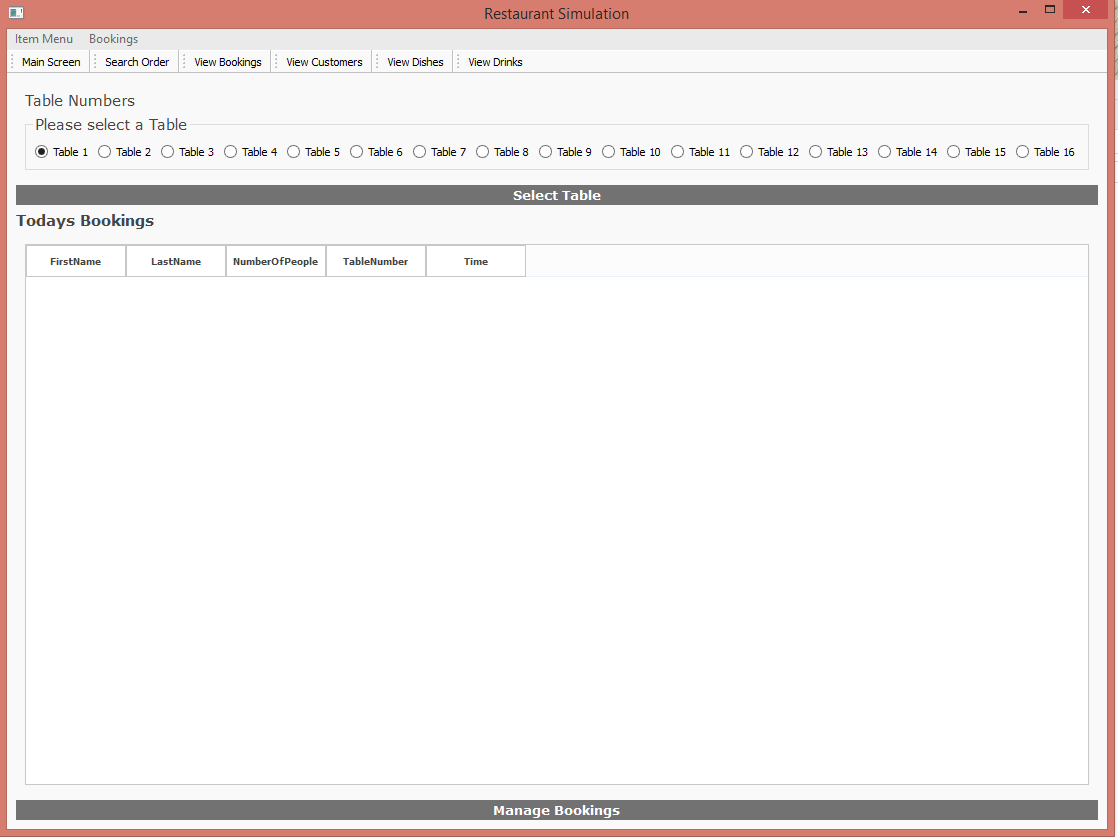 Restaurant Simulation
Item Menu Bookings
Main Screen Search Order View Bookings View Customers View Dishes View Drinks
Table Numbers
Please select a Table
Table 1 Table 2 Table 3 Table 4 Table 5 Table 6 Table 7 Table 8 Table 9 Table 10 Table 11 Table 12 Table 13 Table 14 Table 15 Table 16
Select Table
Todays Bookings
FirstName LastName NumberOfPeople TableNumber Time
Manage Bookings